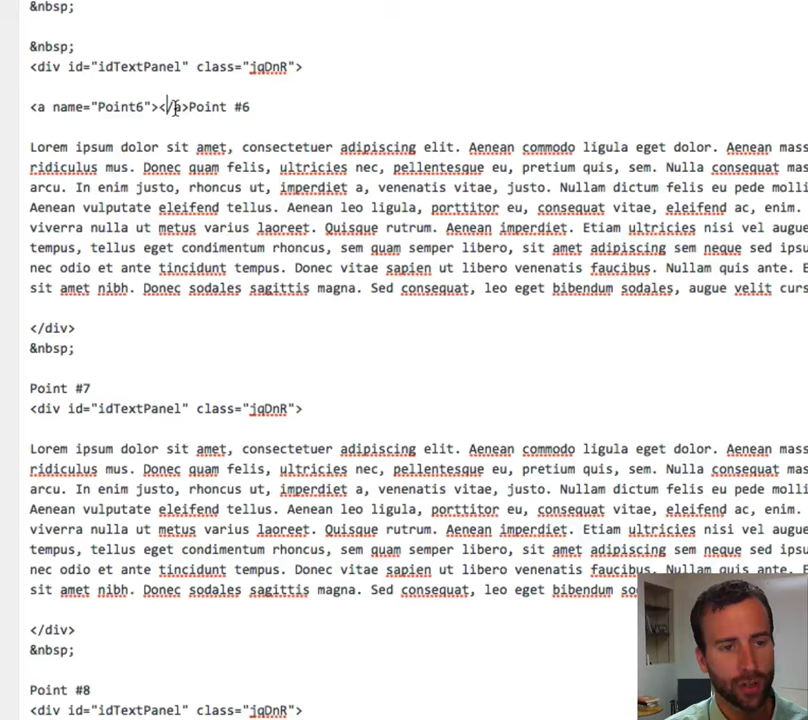 &nbsp;
&nbsp;
<div id="idTextPanel" class="jqDnR">
<a name="Point6"></a>Point #6
Lorem ipsum dolor sit amet, consectetuer adipiscing elit. Aenean commodo ligula eget dolor. Aenean mass
ridiculus mus. Donec quam felis, ultricies nec, pellentesque eu, pretium quis, sem. Nulla consequat mas
arcu. In enim justo, rhoncus ut, imperdiet a, venenatis vitae, justo. Nullam dictum felis eu pede molli
Aenean vulputate eleifend tellus. Aenean leo ligula, porttitor eu, consequat vitae, eleifend ac, enim.
viverra nulla ut metus varius laoreet. Quisque rutrum. Aenean imperdiet. Etiam ultricies nisi vel augue
tempus, tellus eget condimentum rhoncus, sem quam semper libero, sit amet adipiscing sem neque sed ipsu
nec odio et ante tincidunt tempus. Donec vitae sapien ut libero venenatis faucibus. Nullam quis ante. E
sit amet nibh. Donec sodales sagittis magna. Sed consequat, leo eget bibendum sodales, augue velit curs
</div>
&nbsp;
Point #7
<div id="idTextPanel" class="jqDnR">
Lorem ipsum dolor sit amet, consectetuer adipiscing elit. Aenean commodo ligula eget dolor. Aenean mass
ridiculus mus. Donec quam felis, ultricies nec, pellentesque eu, pretium quis, sem. Nulla consequat mas
arcu. In enim justo, rhoncus ut, imperdiet a, venenatis vitae, justo. Nullam dictum felis eu pede molli
Aenean vulputate eleifend tellus. Aenean leo ligula, porttitor eu, consequat vitae, eleifend ac, enim.
viverra nulla ut metus varius laoreet. Quisque rutrum. Aenean imperdiet. Etiam ultricies nisi vel augue
tempus, tellus eget condimentum rhoncus, sem quam semper libero, sit amet adipiscing sem neque sed ipsu
nec odio et ante tincidunt tempus. Donec vitae sapien ut libero venenatis
sit amet nibh. Donec sodales sagittis magna. Sed consequat, leo eget bibendum so
</div>
&nbsp;
Point #8
<div id="idTextPanel" class="jqDnR">